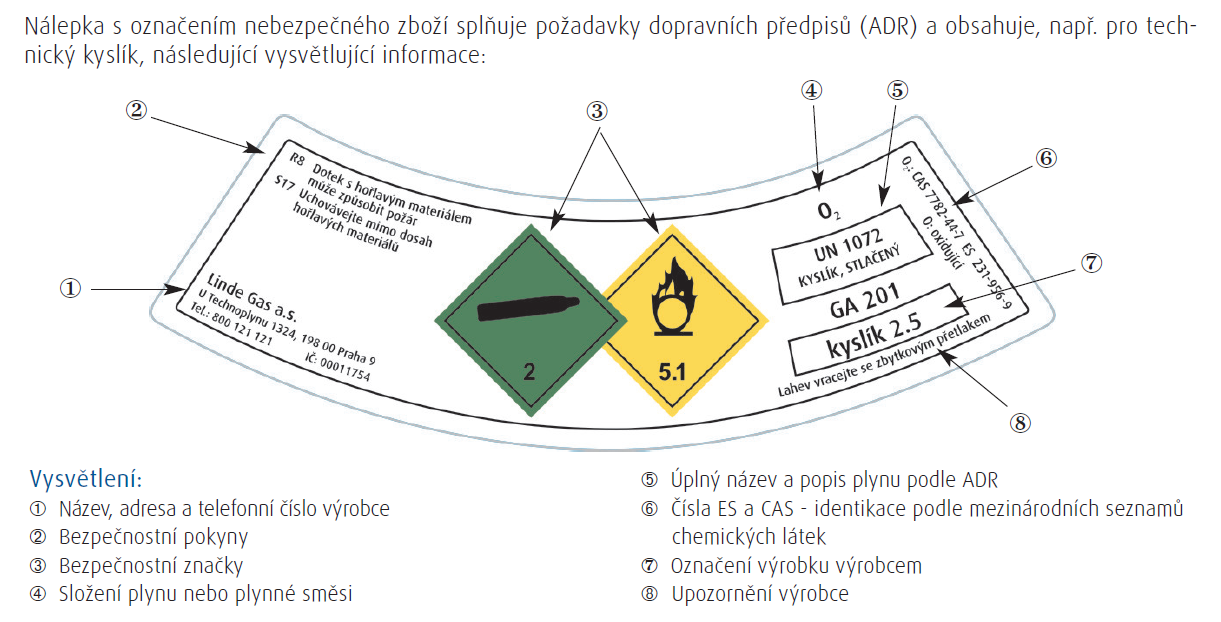 Nálepka s označením nebezpečného zboží splňuje požadavky dopravních předpisů (ADR) a obsahuje, např. pro tech-
nický kyslík, následující vysvětlující informace:
②
③
④
⑤
⑥
⑦
①
⑧
R8 Dotek s hořlavým materiálem
může způsobit požár
S17 Uchovávejte mimo dosah
hořlavých materiálů
Linde Gas a.s.
U Technoplynu 1324, 198 00 Praha 9
Tel.: 800 121 121 IČ: 00011754
2
5.1
O₂
UN 1072
KYSLÍK, STLAČENÝ
GA 201
kyslík 2.5
Lahev vracejte se zbytkovým přetlakem
O₂: CAS 7782-44-7 ES 231-956-9
O: oxidující
Vysvětlení:
① Název, adresa a telefonní číslo výrobce
② Bezpečnostní pokyny
③ Bezpečnostní značky
④ Složení plynu nebo plynné směsi
⑤ Úplný název a popis plynu podle ADR
⑥ Čísla ES a CAS - identikace podle mezinárodních seznamů
chemických látek
⑦ Označení výrobku výrobcem
⑧ Upozornění výrobce